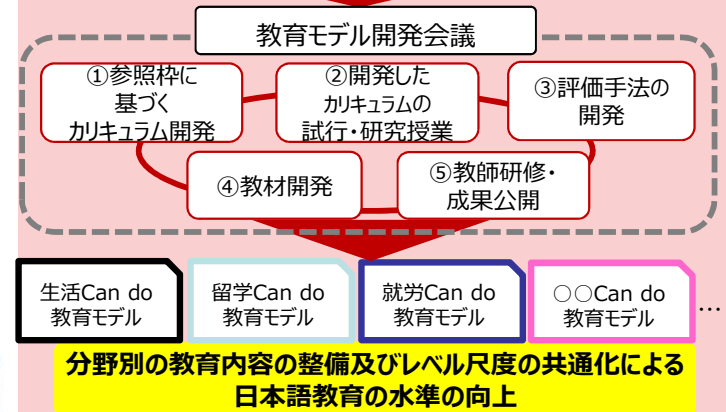 教育モデル開発会議
①参照枠に
基づく
カリキュラム開発
②開発した
カリキュラムの
試行・研究授業
③評価手法の
開発
④教材開発
⑤教師研修・
成果公開
生活Can do
教育モデル
留学Can do
教育モデル
就労Can do
教育モデル
○○Can do
教育モデル
…
分野別の教育内容の整備及びレベル尺度の共通化による
日本語教育の水準の向上